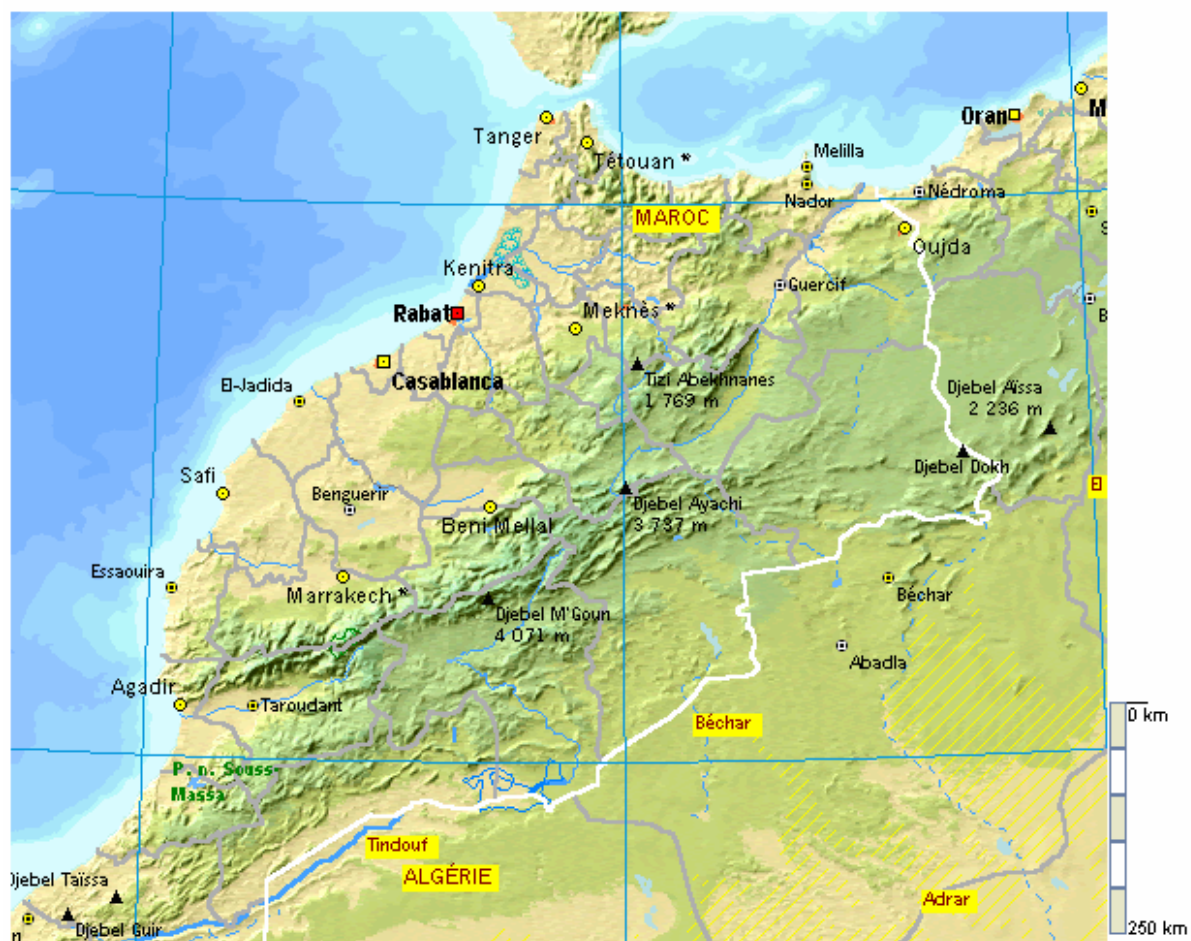 Tanger
Tétouan *
Oran
M
Melilla
Nador
Nédroma
MAROC
S
Oujda
Kenitra
Guercif
B
Rabat
Meknès *
Casablanca
El-Jadida
Tizi Abekhnanes
1 769 m
Djebel Aïssa
2 236 m
Djebel Dokh
El
Safi
Benguerir
Beni Mellal
Djebel Ayachi
3 737 m
Essaouira
Marrakech *
Djebel M'Goun
4 071 m
Béchar
Abadla
Agadir
Taroudant
Béchar
0 km
P. n. Souss-
Massa
Tindouf
ALGÉRIE
Djebel Taïssa
Adrar
Djebel Guir
n
250 km